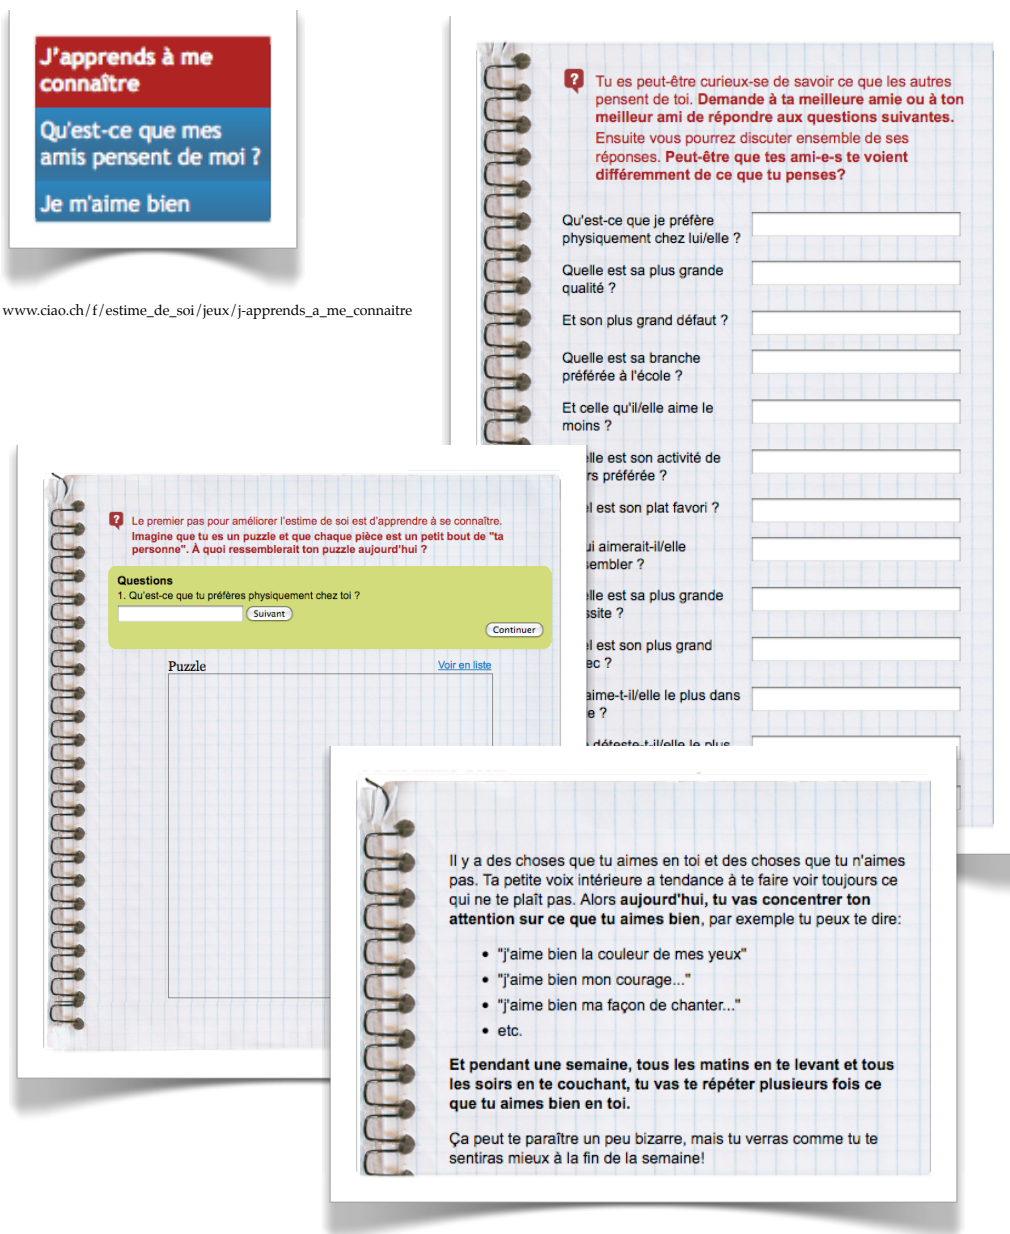 J'apprends à me
connaître
Qu'est-ce que mes
amis pensent de moi ?
Je m'aime bien
www.ciao.ch/f/estime_de_soi/jeux/j-apprends_a_me_connaitre
Tu es peut-être curieux-se de savoir ce que les autres
pensent de toi. Demande à ta meilleure amie ou à ton
meilleur ami de répondre aux questions suivantes.
Ensuite vous pourrez discuter ensemble de ses
réponses. Peut-être que tes ami-e-s te voient
différemment de ce que tu penses?
Qu'est-ce que je préfère
physiquement chez lui/elle ?
Quelle est sa plus grande
qualité ?
Et son plus grand défaut ?
Quelle est sa branche
préférée à l'école ?
Et celle qu'il/elle aime le
moins ?
elle est son activité de
rs préférée ?
el est son plat favori ?
ui aimerait-il/elle
sembler ?
elle est sa plus grande
ssite ?
el est son plus grand
ec ?
aime-t-il/elle le plus dans
e ?
déteste-t-il/elle le plus
Le premier pas pour améliorer l'estime de soi est d'apprendre à se connaître.
Imagine que tu es un puzzle et que chaque pièce est un petit bout de "ta
personne". À quoi ressemblerait ton puzzle aujourd'hui ?
Questions
1. Qu'est-ce que tu préfères physiquement chez toi ?
Suivant
Continuer
Puzzle Voir en liste
Il y a des choses que tu aimes en toi et des choses que tu n'aimes
pas. Ta petite voix intérieure a tendance à te faire voir toujours ce
qui ne te plaît pas. Alors aujourd'hui, tu vas concentrer ton
attention sur ce que tu aimes bien, par exemple tu peux te dire:
• "j'aime bien la couleur de mes yeux"
• "j'aime bien mon courage..."
• "j'aime bien ma façon de chanter..."
• etc.
Et pendant une semaine, tous les matins en te levant et tous
les soirs en te couchant, tu vas te répéter plusieurs fois ce
que tu aimes bien en toi.
Ça peut te paraître un peu bizarre, mais tu verras comme tu te
sentiras mieux à la fin de la semaine!